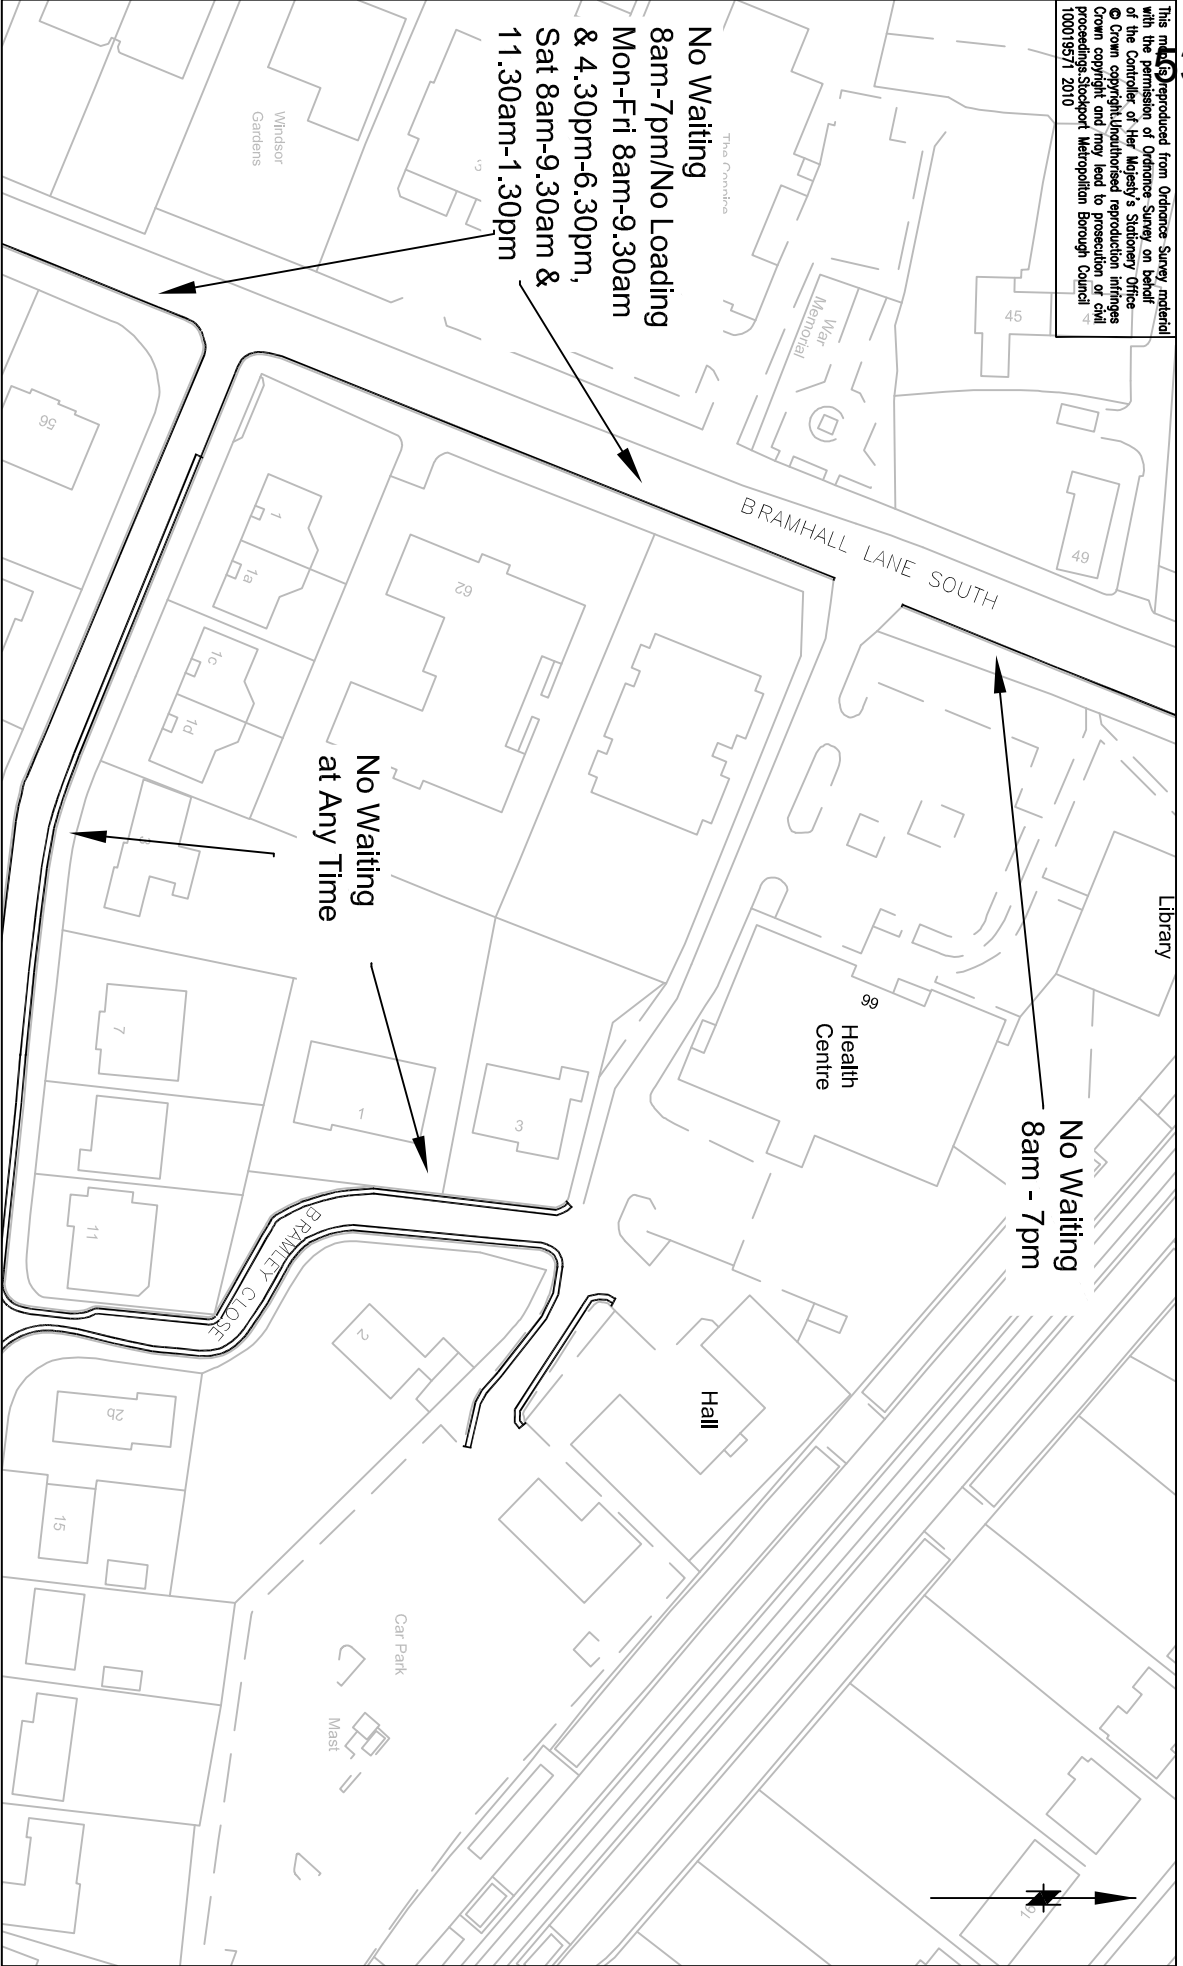 This map is reproduced from Ordnance Survey material
with the permission of Ordnance Survey on behalf
of the Controller of Her Majesty's Stationery Office
© Crown copyright.Unauthorised reproduction infringes
Crown copyright and may lead to prosecution or civil
proceedings.Stockport Metropolitan Borough Council
100019571 2010
Library
45
49
War
Memorial
BRAMHALL LANE SOUTH
No Waiting
8am - 7pm
99
Health
Centre
No Waiting
8am-7pm/No Loading
Mon-Fri 8am-9.30am
& 4.30pm-6.30pm,
Sat 8am-9.30am &
11.30am-1.30pm
Windsor
Gardens
62
Hall
3
1
No Waiting
at Any Time
56
1
1a
1c
1d
7
11
BRAMLEY CLOSE
2
2b
15
Car Park
Mast
16